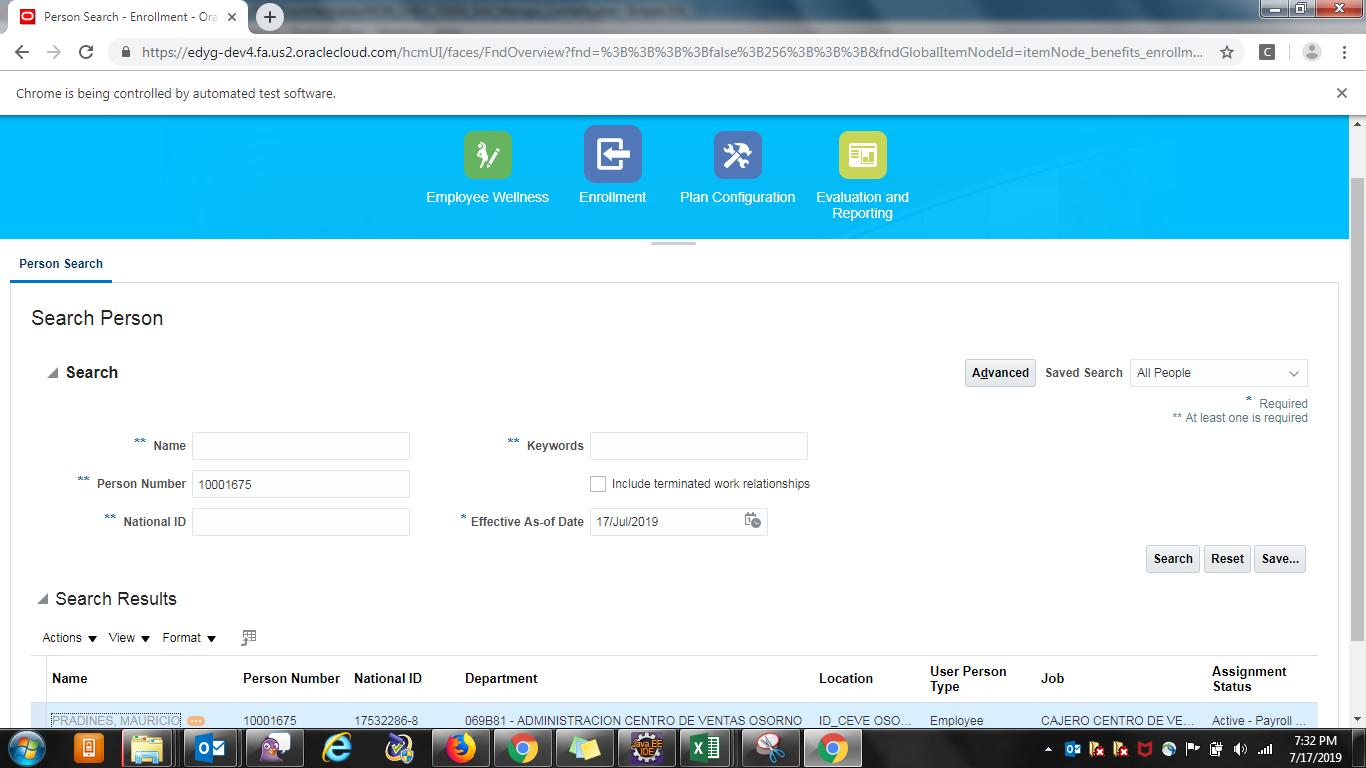 Person Search - Enrollment - Ora
https://edyg-dev4.fa.us2.oraclecloud.com/hcmUI/faces/FndOverview?fnd=%3B%3B%3B%3Bfalse%3B256%3B%3B%3B&fndGlobalItemNodeId=itemNode_benefits_enrollm...
C
Chrome is being controlled by automated test software.
Employee Wellness
Enrollment
Plan Configuration
Evaluation and
Reporting
Person Search
Search Person
Search
Advanced Saved Search All People
* Required
** At least one is required
** Name
** Keywords
** Person Number 10001675
Include terminated work relationships
** National ID
* Effective As-of Date 17/Jul/2019
Search Reset Save...
Search Results
Actions View Format
Name Person Number National ID Department Location User Person Type Job Assignment Status
PRADINES, MAURICIO 10001675 17532286-8 069B81 - ADMINISTRACION CENTRO DE VENTAS OSORNO ID_CEVE OSO... Employee CAJERO CENTRO DE VE... Active - Payroll ...
Java EE
IDE
7:32 PM
7/17/2019